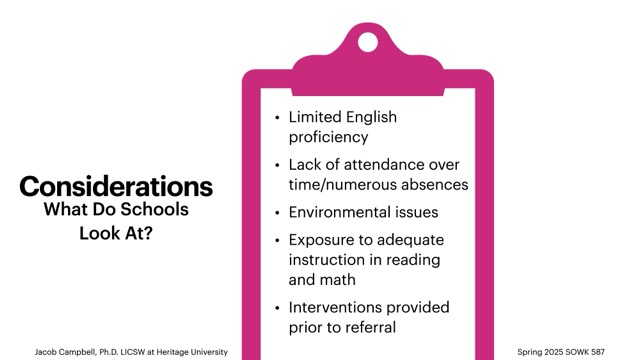 Considerations
What Do Schools
Look At?
• Limited English
proficiency
• Lack of attendance over
time/numerous absences
• Environmental issues
• Exposure to adequate
instruction in reading
and math
• Interventions provided
prior to referral
Jacob Campbell, Ph.D. LICSW at Heritage University
Spring 2025 SOWK 587